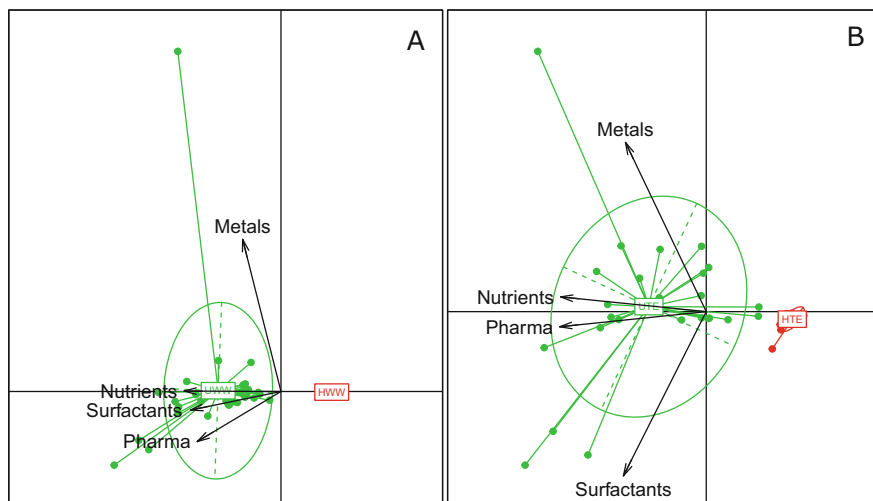 A
Metals
Nutrients
UWW
Surfactants
Pharma
HWW
B
Metals
Nutrients
UTE
Pharma
HTE
Surfactants